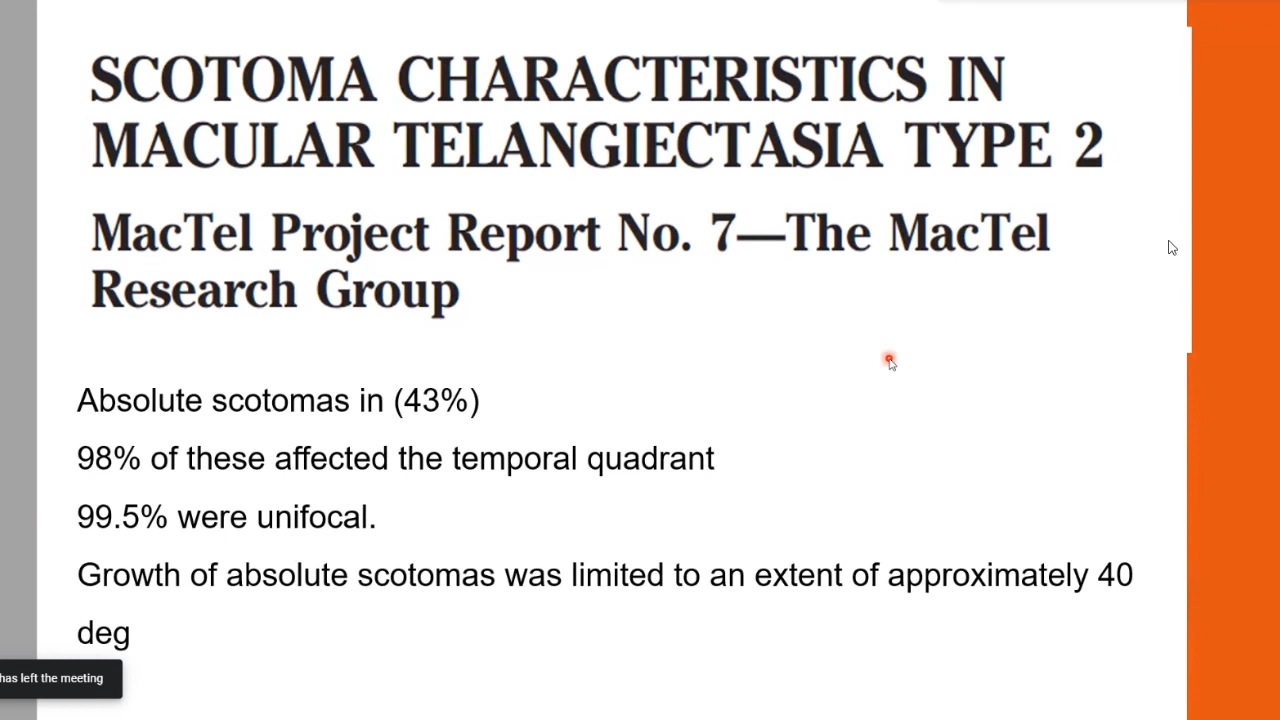 SCOTOMA CHARACTERISTICS IN
MACULAR TELANGIECTASIA TYPE 2
MacTel Project Report No. 7—The MacTel
Research Group
Absolute scotomas in (43%)
98% of these affected the temporal quadrant
99.5% were unifocal.
Growth of absolute scotomas was limited to an extent of approximately 40
deg
has left the meeting